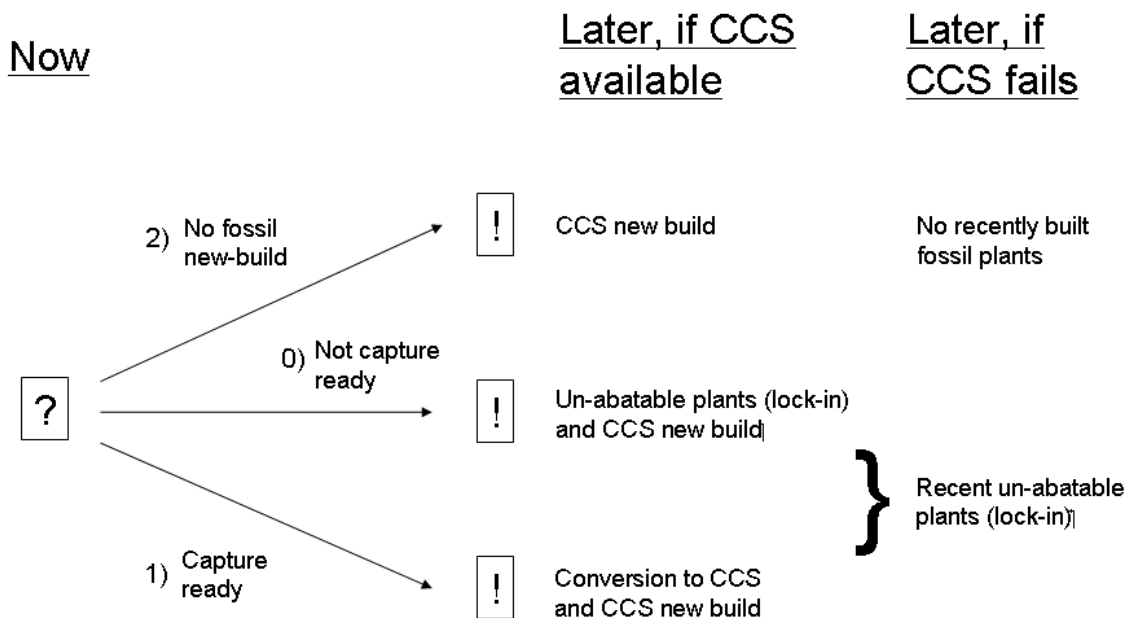 Now
Later, if CCS
available
Later, if
CCS fails
2) No fossil
new-build
!
CCS new build
No recently built
fossil plants
0) Not capture
ready
?
!
Un-abatable plants (lock-in)
and CCS new build
}
Recent un-abatable
plants (lock-in)
1) Capture
ready
!
Conversion to CCS
and CCS new build